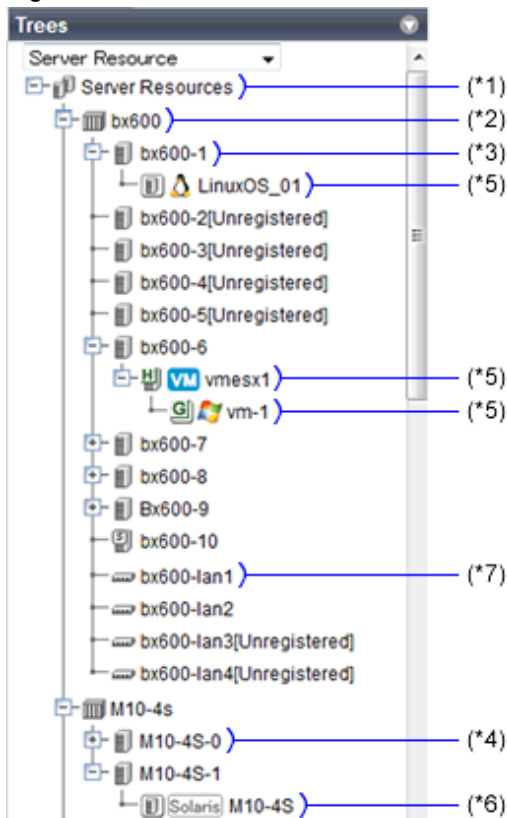 Trees
Server Resource
Server Resources (*1)
bx600 (*2)
bx600-1 (*3)
LinuxOS_01 (*5)
bx600-2[Unregistered]
bx600-3[Unregistered]
bx600-4[Unregistered]
bx600-5[Unregistered]
bx600-6
H VM vmesx1 (*5)
G vm-1 (*5)
bx600-7
bx600-8
Bx600-9
S bx600-10
bx600-lan1 (*7)
bx600-lan2
bx600-lan3[Unregistered]
bx600-lan4[Unregistered]
M10-4s
M10-4S-0 (*4)
M10-4S-1
Solaris M10-4S (*6)